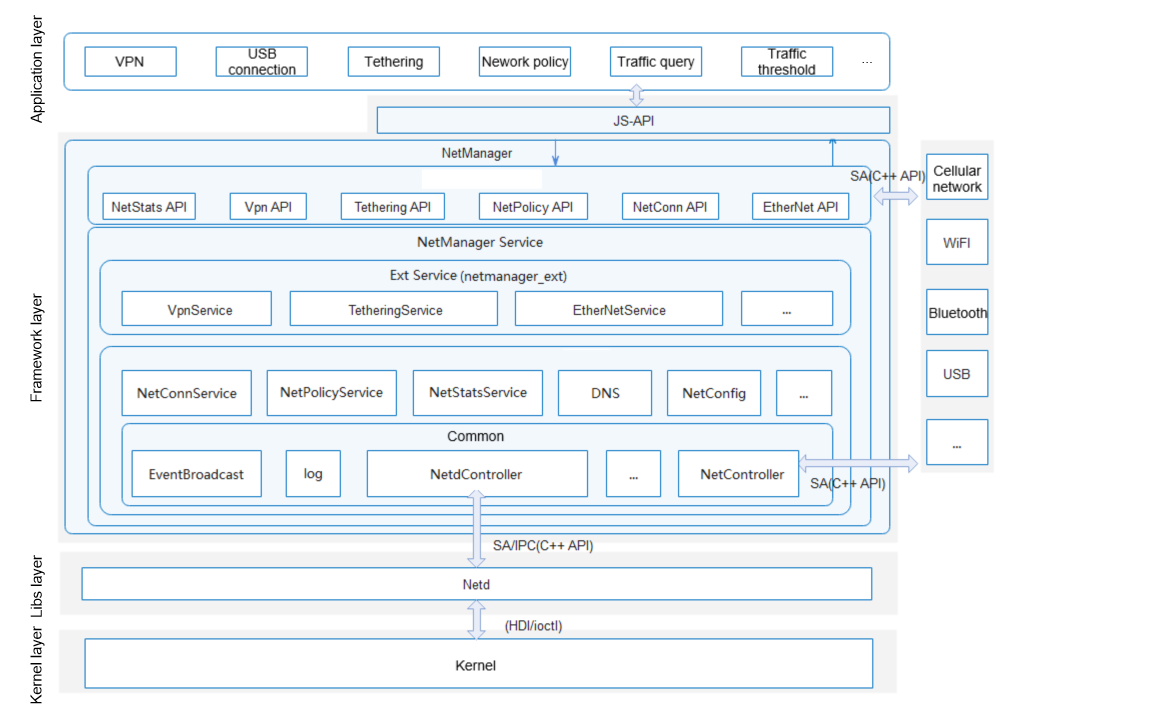 Application layer
VPN
USB
connection
Tethering
Nework policy
Traffic query
Traffic
threshold
...
JS-API
NetManager
SA(C++ API)
NetStats API
Vpn API
Tethering API
NetPolicy API
NetConn API
EtherNet API
Cellular
network
WiFI
Bluetooth
USB
...
Framework layer
NetManager Service
Ext Service (netmanager_ext)
VpnService
TetheringService
EtherNetService
...
NetConnService
NetPolicyService
NetStatsService
DNS
NetConfig
...
Common
EventBroadcast
log
NetdController
...
NetController
SA(C++ API)
SA/IPC(C++ API)
Libs layer
Netd
(HDI/ioctl)
Kernel layer
Kernel